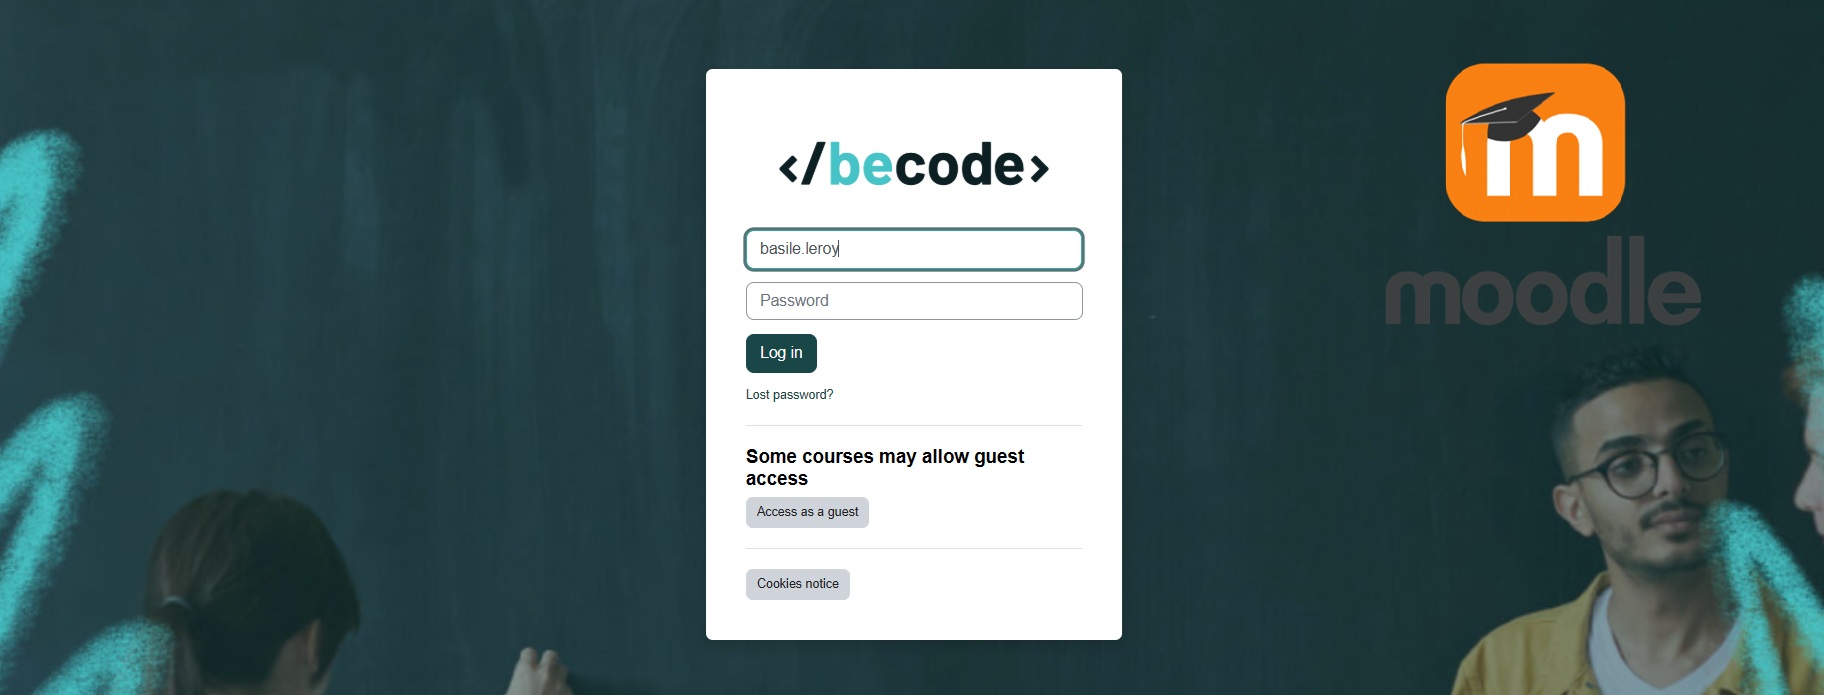 </becode>
basile.leroy
Password
Log in
Lost password?
Some courses may allow guest
access
Access as a guest
Cookies notice
m
moodle